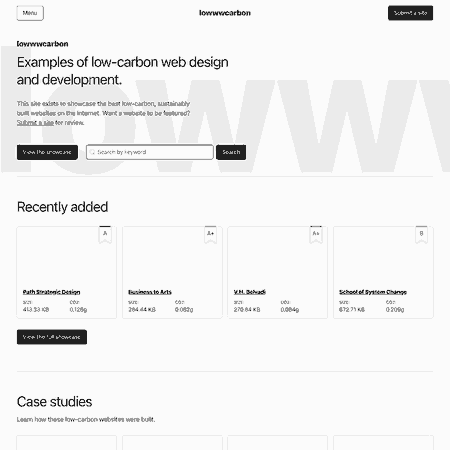 Menu
lowwwcarbon
Submit a site
lowww
lowwwcarbon
Examples of low-carbon web design
and development.
This site exists to showcase the best low-carbon, sustainably
built websites on the internet. Want a website to be featured?
Submit a site for review.
View the showcase
Search by keyword
Search
Recently added
A
A+
A+
B
Path Strategic Design
Business to Arts
V.H. Belvadi
School of System Change
Size:
CO2:
Size:
CO2:
Size:
CO2:
Size:
CO2:
413.33 KB
0.126g
264.44 KB
0.082g
270.64 KB
0.084g
672.71 KB
0.209g
View the full showcase
Case studies
Learn how these low-carbon websites were built.